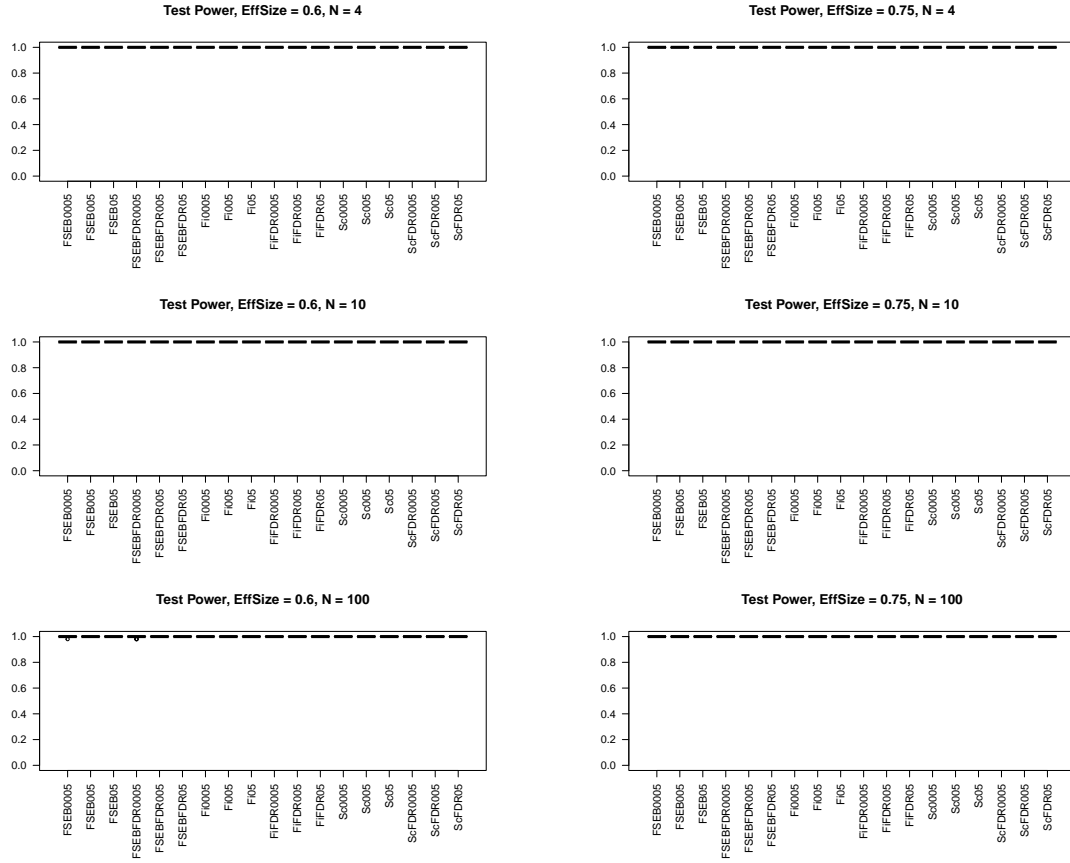 Test Power, EffSize = 0.6, N = 4
1.0
0.8
0.6
0.4
0.2
0.0
FSEB0005
FSEB005
FSEB05
FSEBFDR0005
FSEBFDR005
FSEBFDR05
Fi0005
Fi005
Fi05
FiFDR0005
FiFDR005
FiFDR05
Sc0005
Sc005
Sc05
ScFDR0005
ScFDR005
ScFDR05
Test Power, EffSize = 0.75, N = 4
1.0
0.8
0.6
0.4
0.2
0.0
FSEB0005
FSEB005
FSEB05
FSEBFDR0005
FSEBFDR005
FSEBFDR05
Fi0005
Fi005
Fi05
FiFDR0005
FiFDR005
FiFDR05
Sc0005
Sc005
Sc05
ScFDR0005
ScFDR005
ScFDR05
Test Power, EffSize = 0.6, N = 10
1.0
0.8
0.6
0.4
0.2
0.0
FSEB0005
FSEB005
FSEB05
FSEBFDR0005
FSEBFDR005
FSEBFDR05
Fi0005
Fi005
Fi05
FiFDR0005
FiFDR005
FiFDR05
Sc0005
Sc005
Sc05
ScFDR0005
ScFDR005
ScFDR05
Test Power, EffSize = 0.75, N = 10
1.0
0.8
0.6
0.4
0.2
0.0
FSEB0005
FSEB005
FSEB05
FSEBFDR0005
FSEBFDR005
FSEBFDR05
Fi0005
Fi005
Fi05
FiFDR0005
FiFDR005
FiFDR05
Sc0005
Sc005
Sc05
ScFDR0005
ScFDR005
ScFDR05
Test Power, EffSize = 0.6, N = 100
1.0
0.8
0.6
0.4
0.2
0.0
FSEB0005
FSEB005
FSEB05
FSEBFDR0005
FSEBFDR005
FSEBFDR05
Fi0005
Fi005
Fi05
FiFDR0005
FiFDR005
FiFDR05
Sc0005
Sc005
Sc05
ScFDR0005
ScFDR005
ScFDR05
Test Power, EffSize = 0.75, N = 100
1.0
0.8
0.6
0.4
0.2
0.0
FSEB0005
FSEB005
FSEB05
FSEBFDR0005
FSEBFDR005
FSEBFDR05
Fi0005
Fi005
Fi05
FiFDR0005
FiFDR005
FiFDR05
Sc0005
Sc005
Sc05
ScFDR0005
ScFDR005
ScFDR05